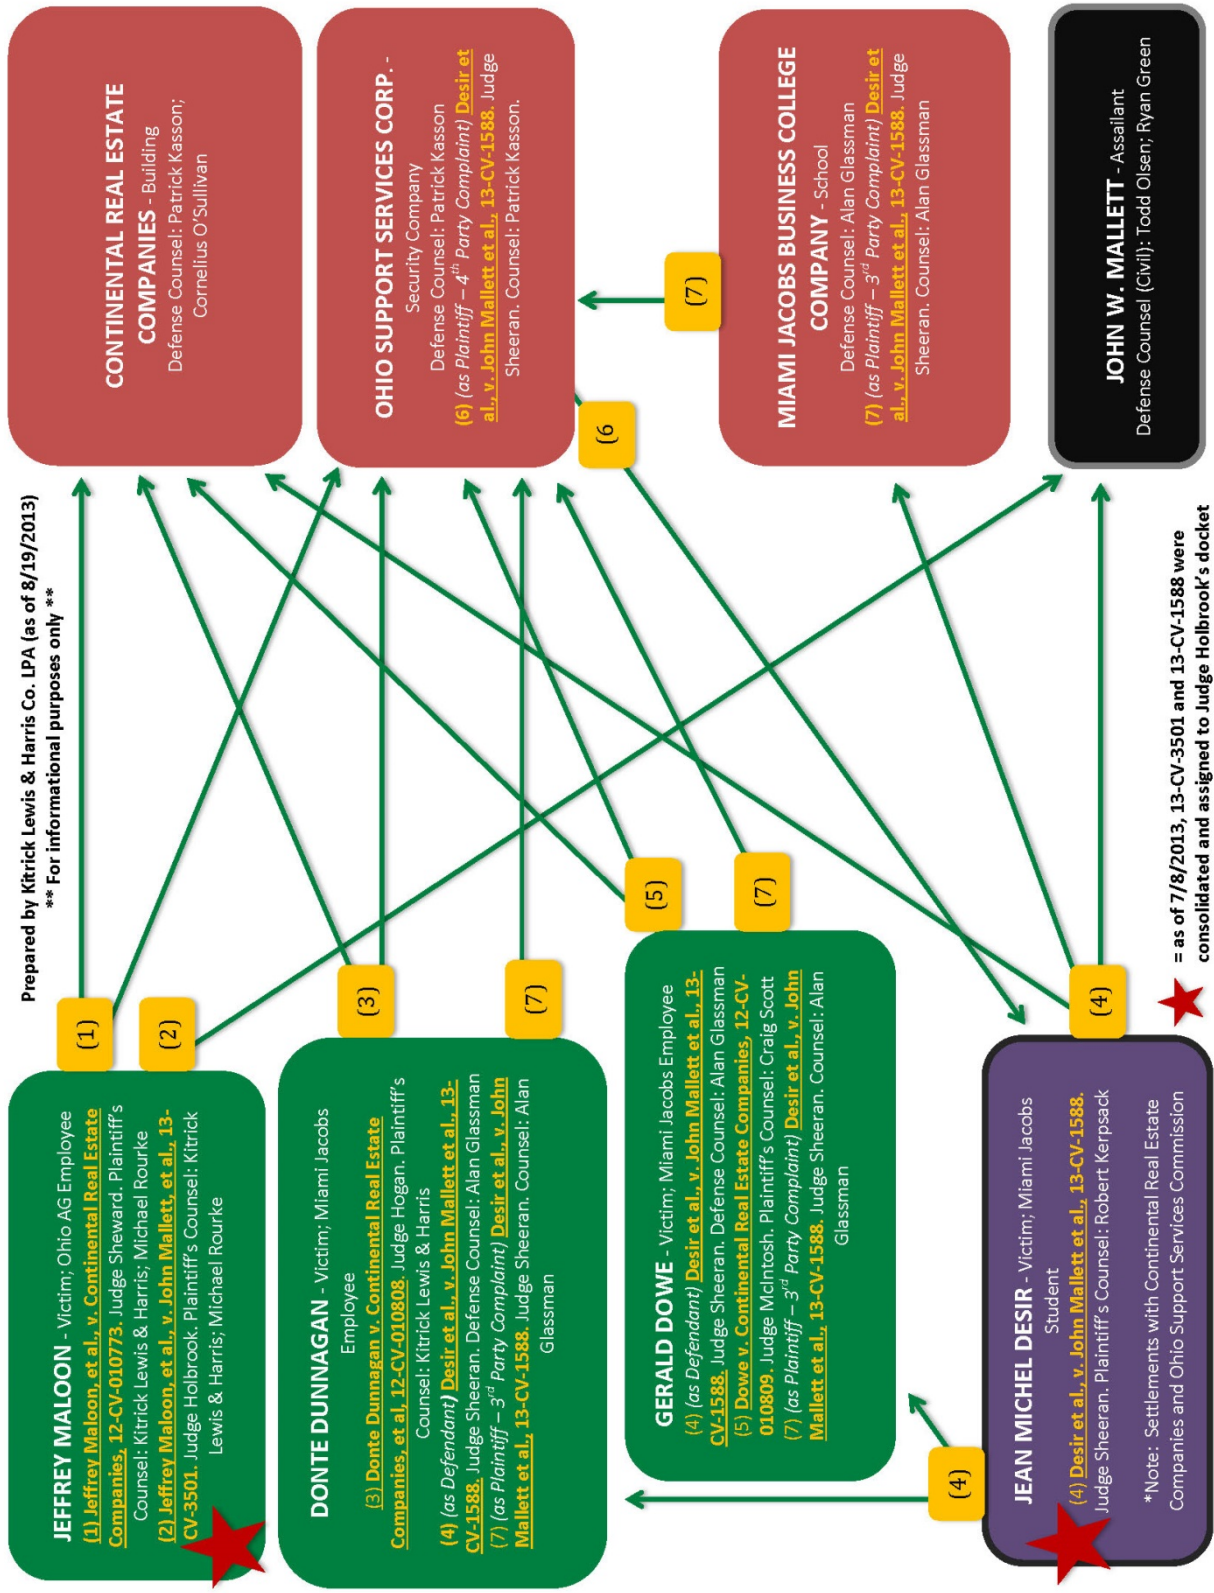 Prepared by Kitrick Lewis & Harris Co. LPA (as of 8/19/2013)
** For informational purposes only **
JEFFREY MALOON - Victim; Ohio AG Employee
(1) Jeffrey Maloon, et al., v. Continental Real Estate
Companies, 12-CV-010773. Judge Sheward. Plaintiff's
Counsel: Kitrick Lewis & Harris; Michael Rourke
(2) Jeffrey Maloon, et al., v. John Mallett, et al., 13-
CV-3501. Judge Holbrook. Plaintiff's Counsel: Kitrick
Lewis & Harris; Michael Rourke
(1)
(2)
CONTINENTAL REAL ESTATE
COMPANIES - Building
Defense Counsel: Patrick Kasson;
Cornelius O'Sullivan
DONTE DUNNAGAN - Victim; Miami Jacobs
Employee
(3) Donte Dunnagan v. Continental Real Estate
Companies, et al, 12-CV-010808. Judge Hogan. Plaintiff's
Counsel: Kitrick Lewis & Harris
(4) (as Defendant) Desir et al., v. John Mallett et al., 13-
CV-1588. Judge Sheeran. Defense Counsel: Alan Glassman
(7) (as Plaintiff – 3rd Party Complaint) Desir et al., v. John
Mallett et al., 13-CV-1588. Judge Sheeran. Counsel: Alan
Glassman
(3)
(7)
OHIO SUPPORT SERVICES CORP. -
Security Company
Defense Counsel: Patrick Kasson
(6) (as Plaintiff – 4th Party Complaint) Desir et
al., v. John Mallett et al., 13-CV-1588. Judge
Sheeran. Counsel: Patrick Kasson.
(6
GERALD DOWE - Victim; Miami Jacobs Employee
(4) (as Defendant) Desir et al., v. John Mallett et al., 13-
CV-1588. Judge Sheeran. Defense Counsel: Alan Glassman
(5) Dowe v. Continental Real Estate Companies, 12-CV-
010809. Judge McIntosh. Plaintiff's Counsel: Craig Scott
(7) (as Plaintiff – 3rd Party Complaint) Desir et al., v. John
Mallett et al., 13-CV-1588. Judge Sheeran. Counsel: Alan
Glassman
(5)
(7)
(7)
MIAMI JACOBS BUSINESS COLLEGE
COMPANY - School
Defense Counsel: Alan Glassman
(7) (as Plaintiff – 3rd Party Complaint) Desir et
al., v. John Mallett et al., 13-CV-1588. Judge
Sheeran. Counsel: Alan Glassman
(4)
JEAN MICHEL DESIR - Victim; Miami Jacobs
Student
(4) Desir et al., v. John Mallett et al., 13-CV-1588.
Judge Sheeran. Plaintiff's Counsel: Robert Kerpsack
*Note: Settlements with Continental Real Estate
Companies and Ohio Support Services Commission
(4)
JOHN W. MALLETT - Assailant
Defense Counsel (Civil): Todd Olsen; Ryan Green
= as of 7/8/2013, 13-CV-3501 and 13-CV-1588 were
consolidated and assigned to Judge Holbrook's docket